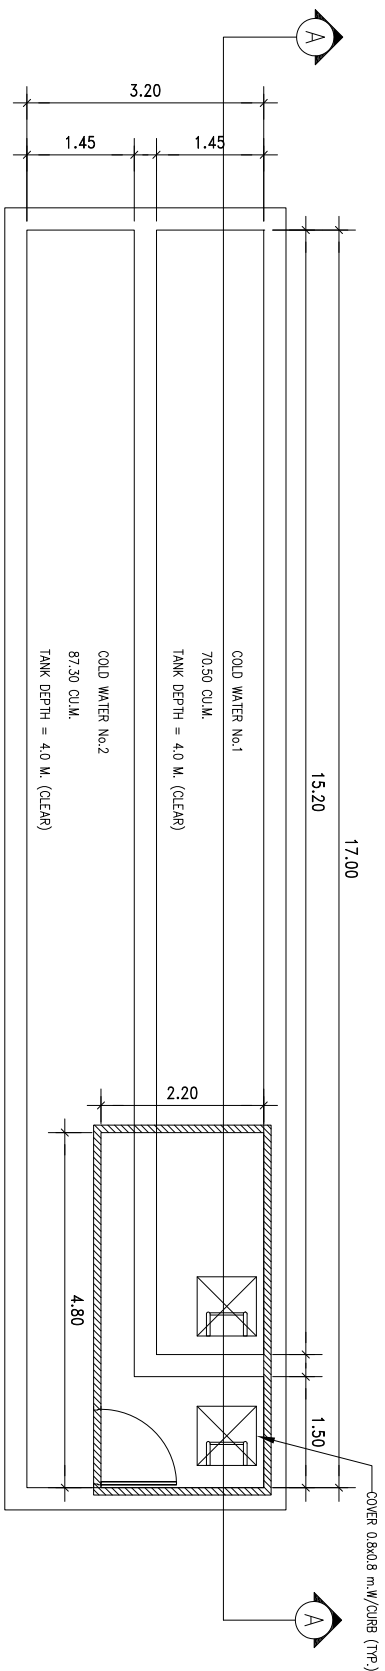 A
3.20
1.45
1.45
17.00
15.20
COLD WATER No.1
70.50 CU.M.
TANK DEPTH = 4.0 M. (CLEAR)
COLD WATER No.2
87.30 CU.M.
TANK DEPTH = 4.0 M. (CLEAR)
2.20
4.80
1.50
COVER 0.8x0.8 m.W/CURB (TYP.)
A